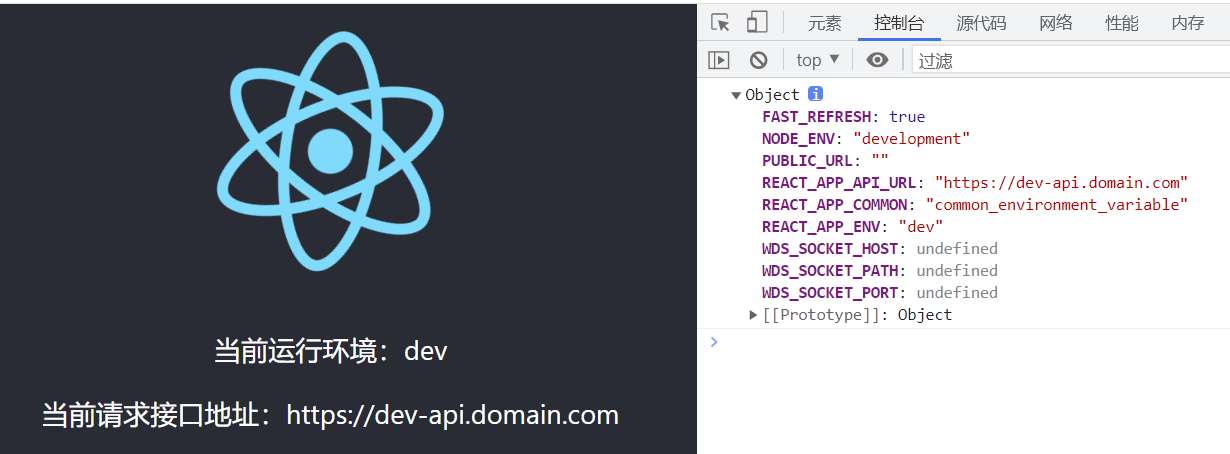 当前运行环境：dev
当前请求接口地址：https://dev-api.domain.com
元素 控制台 源代码 网络 性能 内存
top 过滤
Object i
FAST_REFRESH: true
NODE_ENV: "development"
PUBLIC_URL: ""
REACT_APP_API_URL: "https://dev-api.domain.com"
REACT_APP_COMMON: "common_environment_variable"
REACT_APP_ENV: "dev"
WDS_SOCKET_HOST: undefined
WDS_SOCKET_PATH: undefined
WDS_SOCKET_PORT: undefined
[[Prototype]]: Object